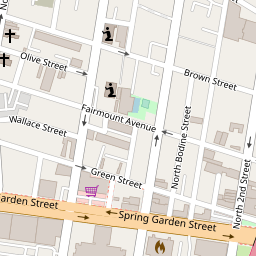 Olive Street
Brown Street
Fairmount Avenue
Wallace Street
North Bodine Street
Green Street
North 2nd Street
arden Street
Spring Garden Street